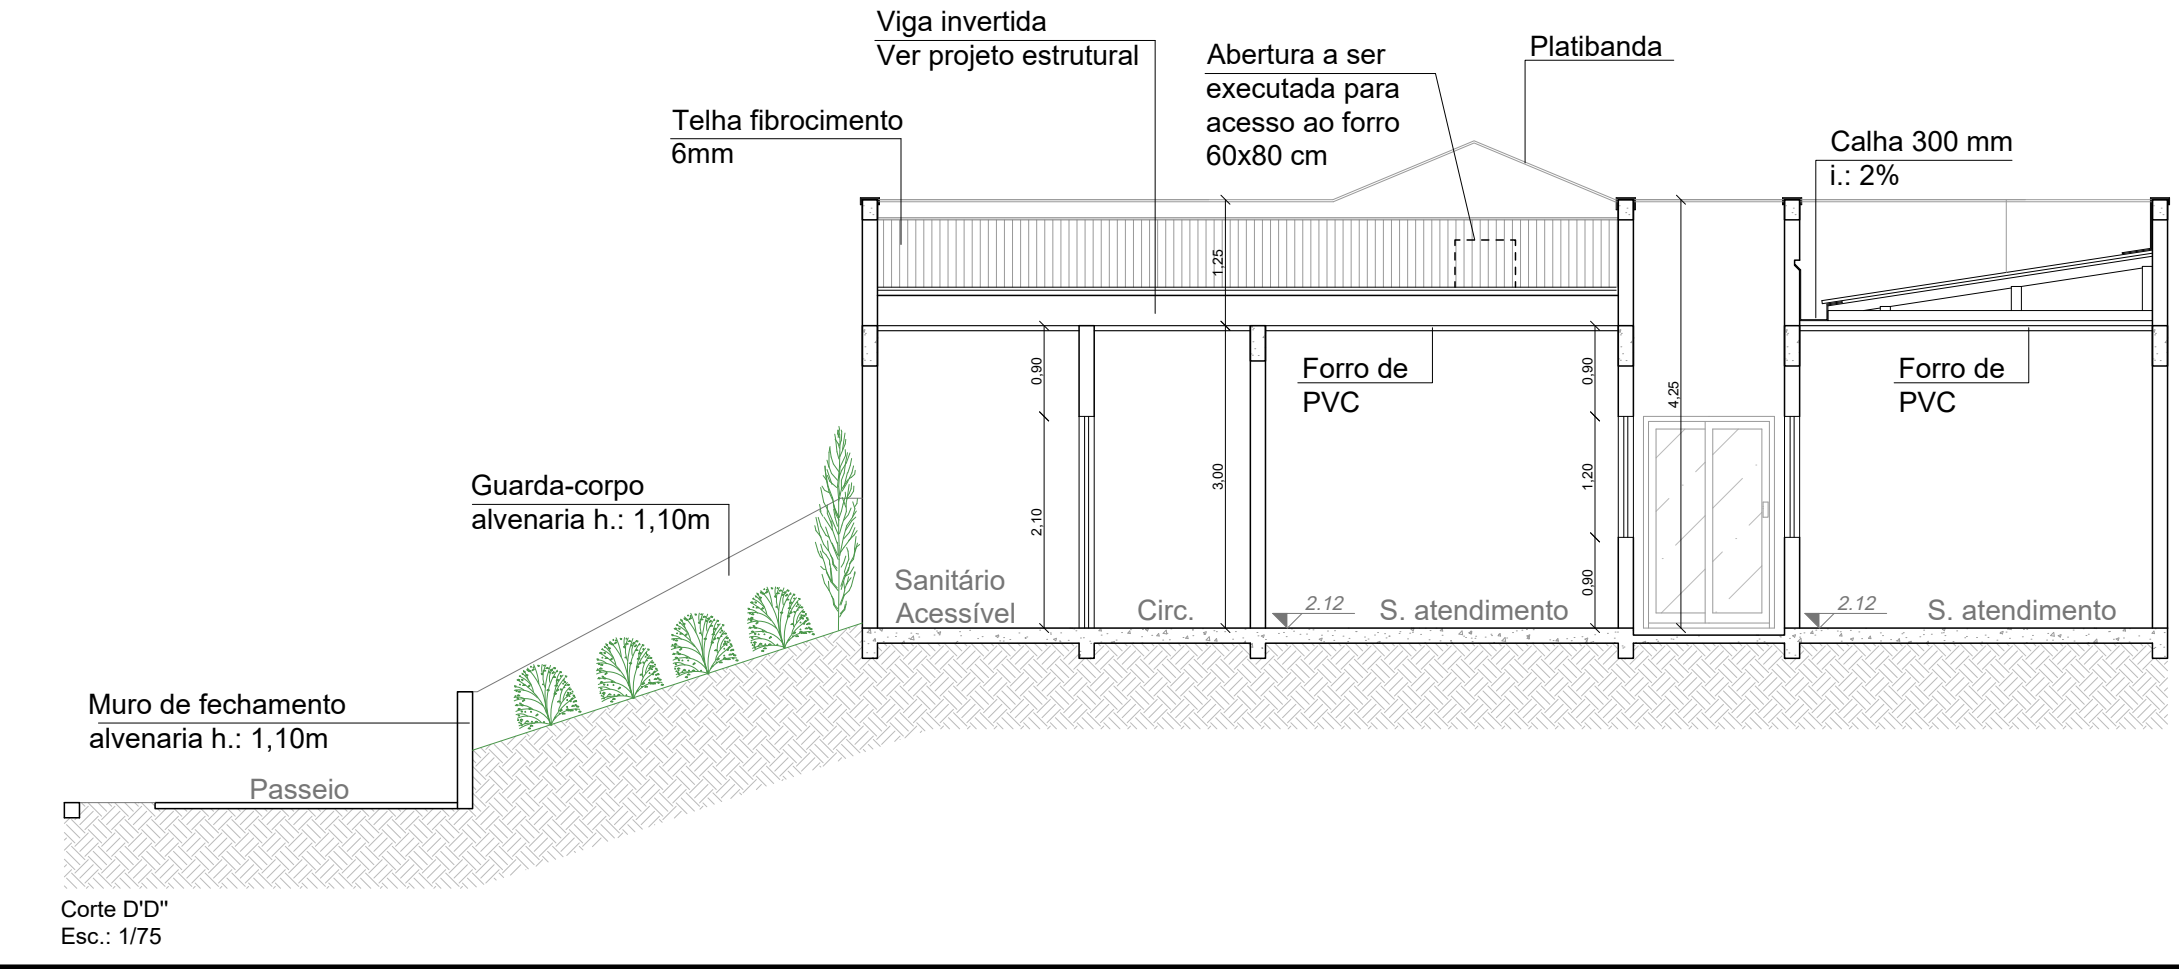 Viga invertida
Ver projeto estrutural
Abertura a ser
executada para
acesso ao forro
60x80 cm
Platibanda
Telha fibrocimento
6mm
Calha 300 mm
i.: 2%
1,25
0,90
Forro de
PVC
0,90
4,25
Forro de
PVC
Guarda-corpo
alvenaria h.: 1,10m
2,10
3,00
1,20
0,90
Sanitário
Acessível
Circ.
2.12
S. atendimento
2.12
S. atendimento
Muro de fechamento
alvenaria h.: 1,10m
Passeio
Corte D'D"
Esc.: 1/75